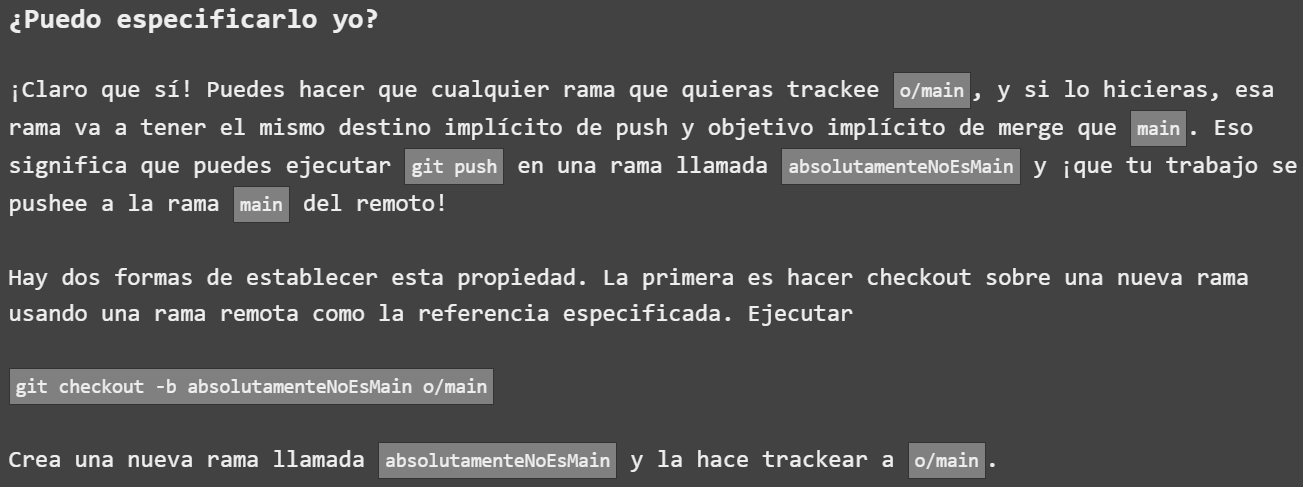 ¿Puedo especificarlo yo?
¡Claro que sí! Puedes hacer que cualquier rama que quieras trackee o/main, y si lo hicieras, esa
rama va a tener el mismo destino implícito de push y objetivo implícito de merge que main. Eso
significa que puedes ejecutar git push en una rama llamada absolutamenteNoEsMain y ¡que tu trabajo se
pushee a la rama main del remoto!
Hay dos formas de establecer esta propiedad. La primera es hacer checkout sobre una nueva rama
usando una rama remota como la referencia especificada. Ejecutar
git checkout -b absolutamenteNoEsMain o/main
Crea una nueva rama llamada absolutamenteNoEsMain y la hace trackear a o/main.